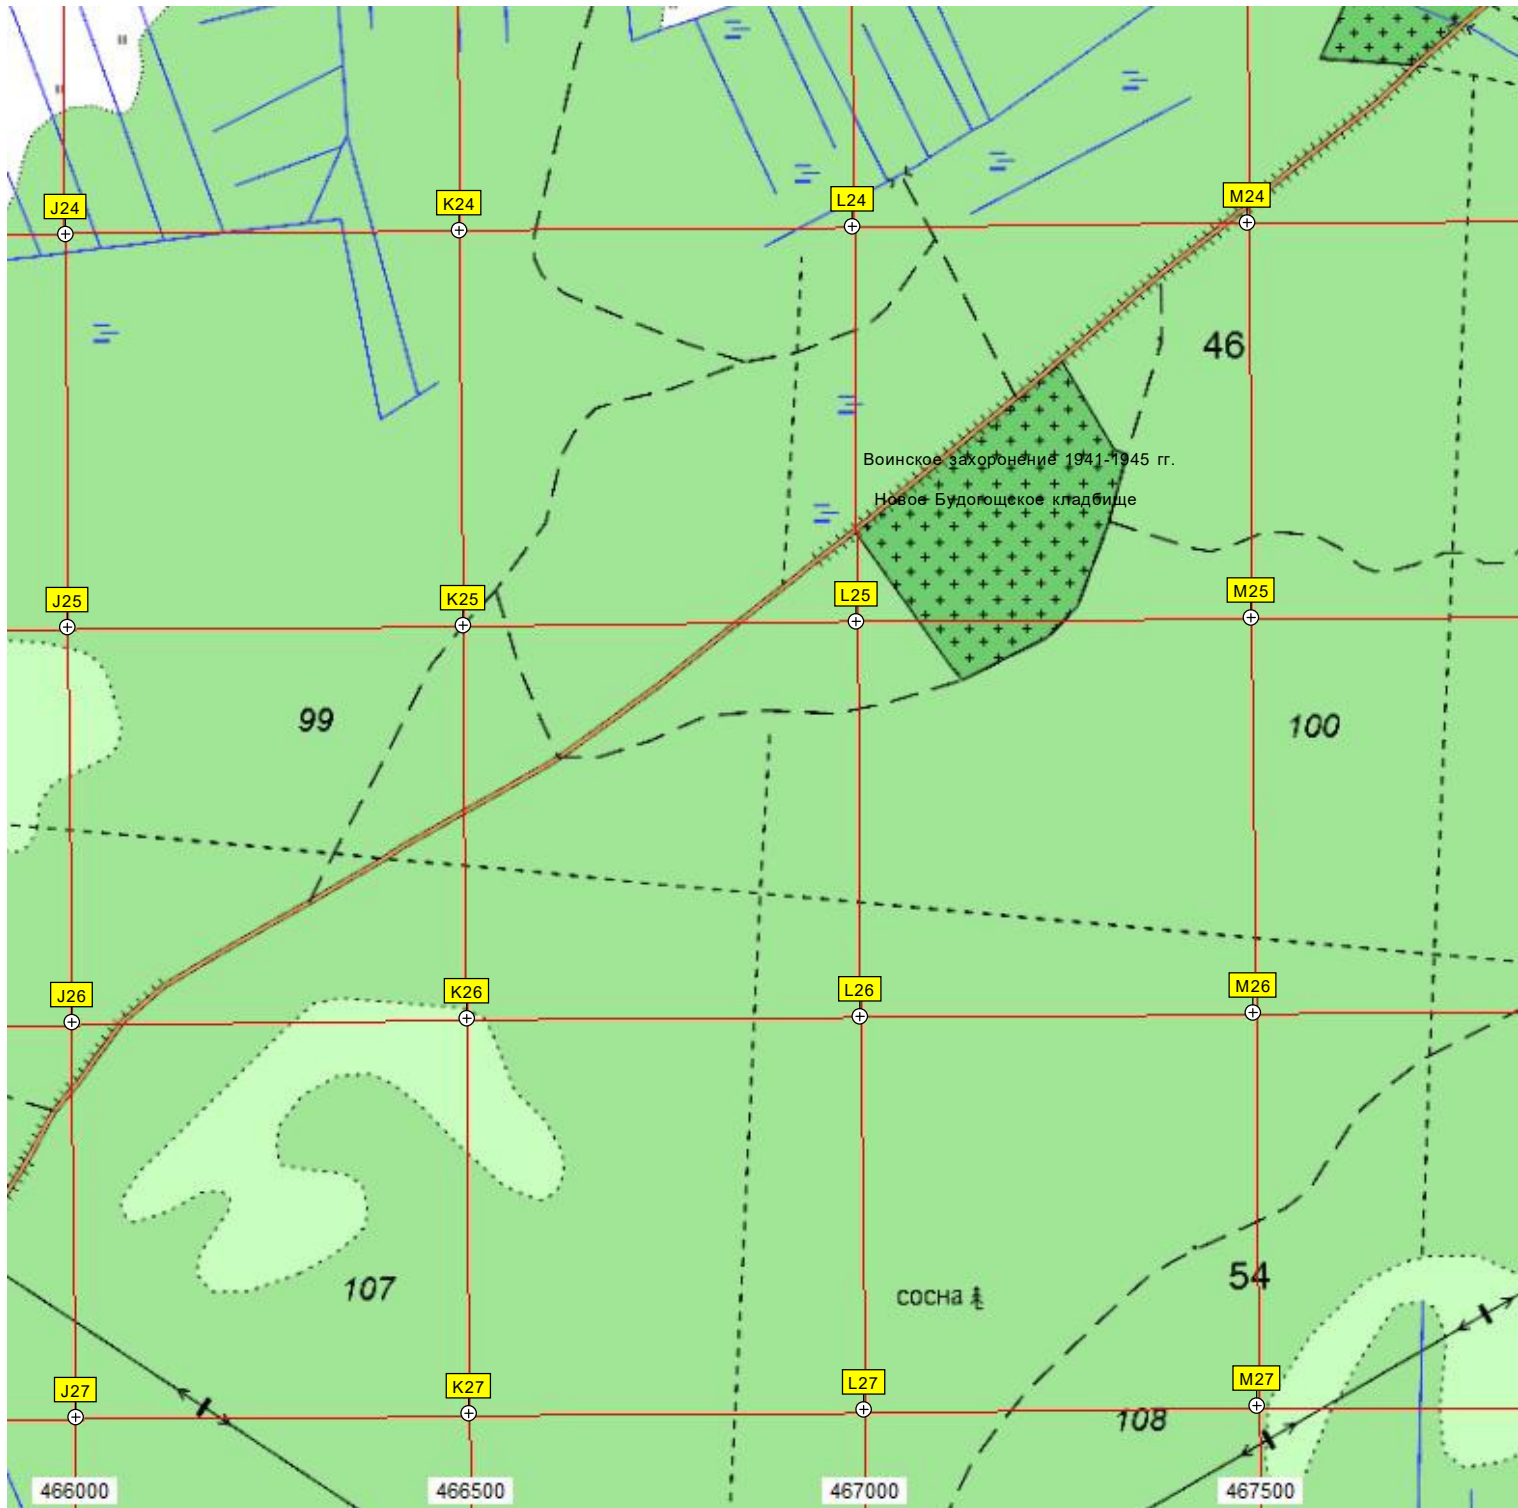 J24
K24
L24
M24
46
Воинское захоронение 1941-1945 гг.
Новое Будогощское кладбище
J25
K25
L25
M25
99
100
J26
K26
L26
M26
107
сосна
54
J27
K27
L27
M27
108
466000
466500
467000
467500